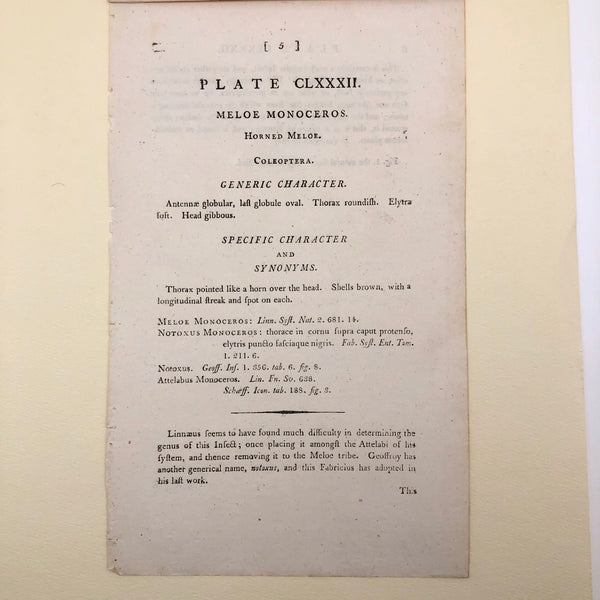 [ 5 ]
PLATE CLXXXII.
MELOE MONOCEROS.
HORNED MELOE.
COLEOPTERA.
GENERIC CHARACTER.
Antennæ globular, laſt globule oval. Thorax roundiſh. Elytra
ſoft. Head gibbous.
SPECIFIC CHARACTER
AND
SYNONYMS.
Thorax pointed like a horn over the head. Shells brown, with a
longitudinal ſtreak and ſpot on each.
MELOE MONOCEROS: Linn. Syſt. Nat. 2. 681. 14.
NOTOXUS MONOCEROS: thorace in cornu ſupra caput protenſo,
elytris puncto faſciaque nigris. Fab. Syſt. Ent. Tom.
1. 211. 6.
Notoxus. Geoff. Inſ. 1. 356. tab. 6. fig. 8.
Attelabus Monoceros. Lin. Fn. Sv. 638.
Schæff. Icon. tab. 188. fig. 3.
Linnæus ſeems to have found much difficulty in determining the
genus of this Inſect; once placing it amongſt the Attelabi of his
ſyſtem, and thence removing it to the Meloe tribe. Geoffroy has
another generical name, notoxus, and this Fabricius has adopted in
his laſt work.
This